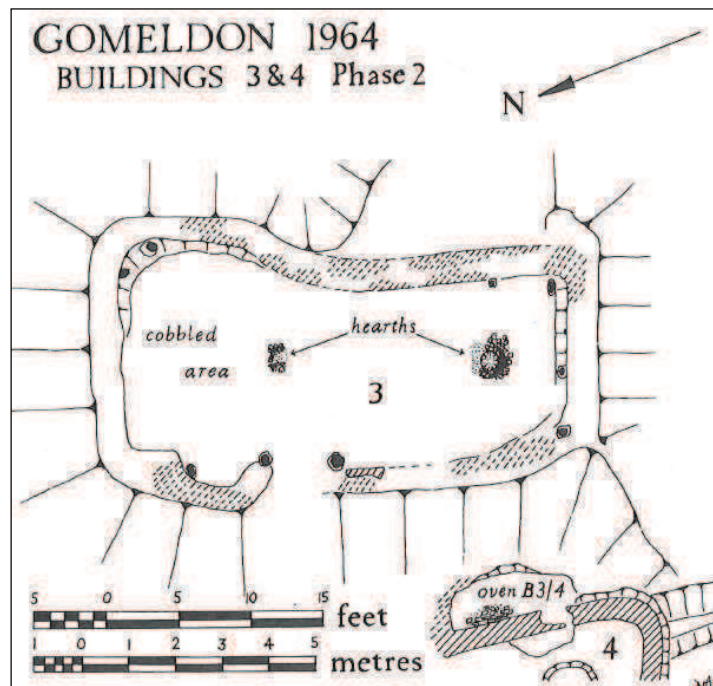 GOMELDON 1964
BUILDINGS 3&4 Phase 2
N
cobbled
area
hearths
3
oven B3/4
4
5 0 5 10 15
feet
1 0 1 2 3 4 5
metres